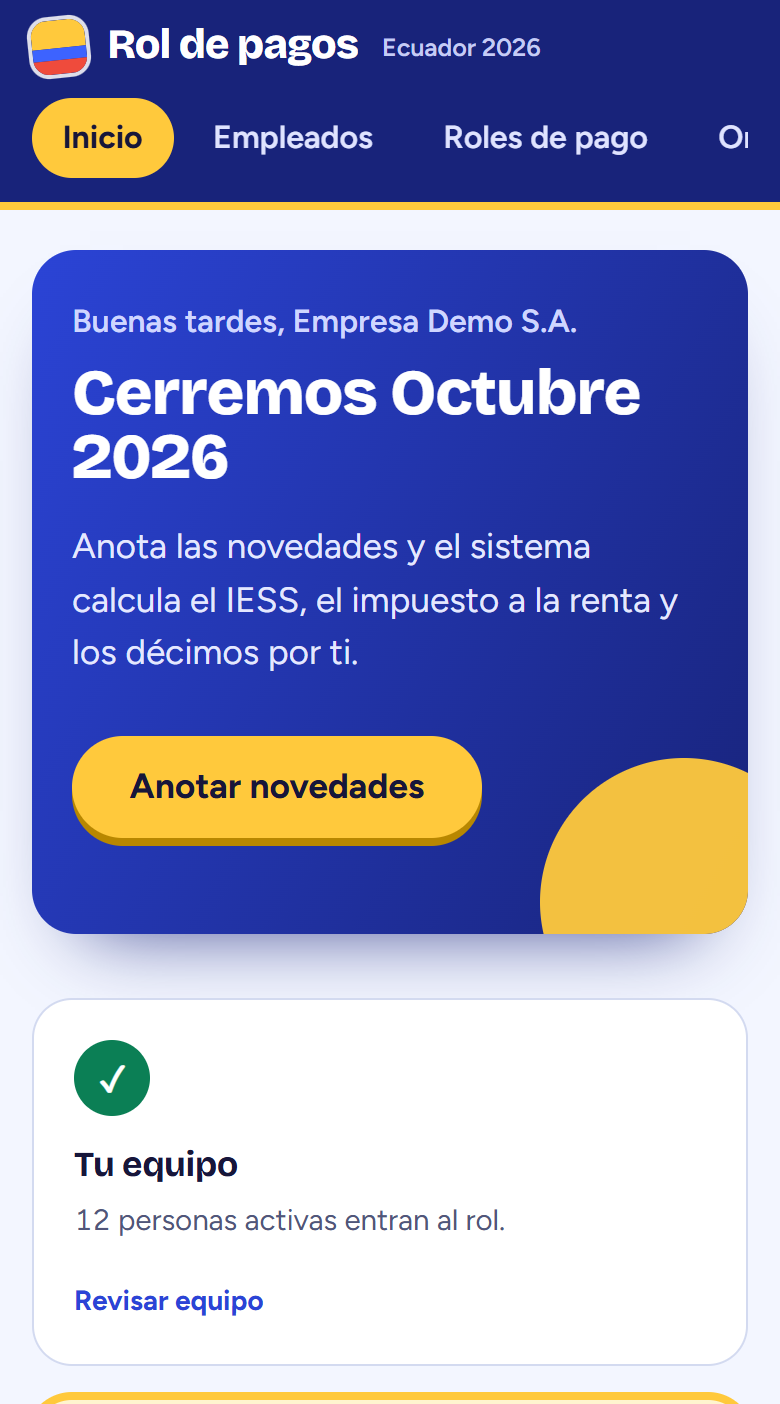 Rol de pagos Ecuador 2026
Inicio Empleados Roles de pago
Buenas tardes, Empresa Demo S.A.
Cerremos Octubre
2026
Anota las novedades y el sistema
calcula el IESS, el impuesto a la renta y
los décimos por ti.
Anotar novedades
Tu equipo
12 personas activas entran al rol.
Revisar equipo